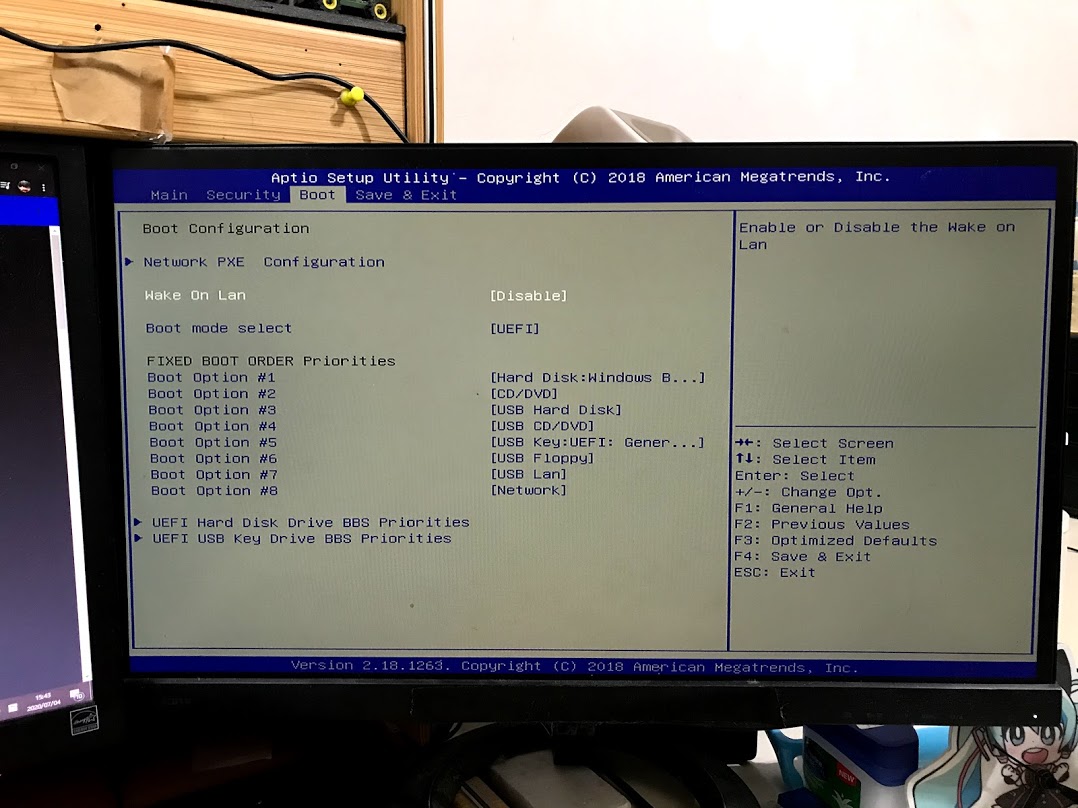 Aptio Setup Utility - Copyright (C) 2018 American Megatrends, Inc.
Main Security Boot Save & Exit
Boot Configuration
Network PXE Configuration
Wake On Lan [Disable]
Boot mode select [UEFI]
FIXED BOOT ORDER Priorities
Boot Option #1 [Hard Disk:Windows B...]
Boot Option #2 [CD/DVD]
Boot Option #3 [USB Hard Disk]
Boot Option #4 [USB CD/DVD]
Boot Option #5 [USB Key:UEFI: Gener...]
Boot Option #6 [USB Floppy]
Boot Option #7 [USB Lan]
Boot Option #8 [Network]
UEFI Hard Disk Drive BBS Priorities
UEFI USB Key Drive BBS Priorities
Enable or Disable the Wake on
Lan
→←: Select Screen
↑↓: Select Item
Enter: Select
+/-: Change Opt.
F1: General Help
F2: Previous Values
F3: Optimized Defaults
F4: Save & Exit
ESC: Exit
Version 2.18.1263. Copyright (C) 2018 American Megatrends, Inc.
15:43
2020/07/04
NEW